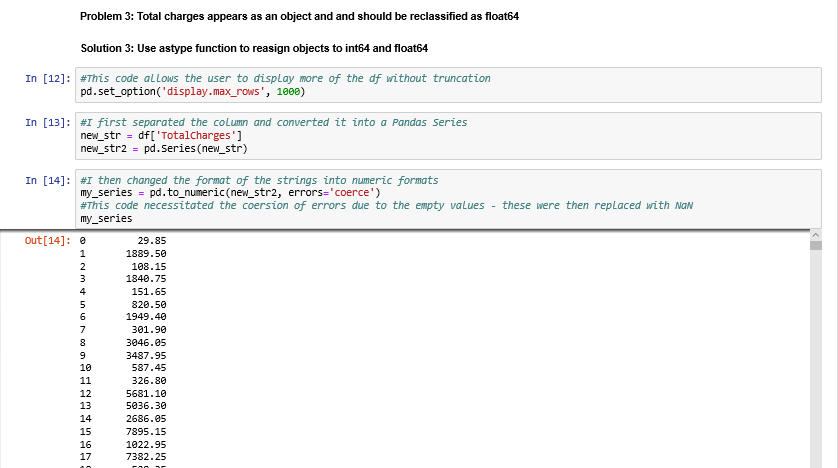 Problem 3: Total charges appears as an object and and should be reclassified as float64
Solution 3: Use astype function to reasign objects to int64 and float64
In [12]: #This code allows the user to display more of the df without truncation
pd.set_option('display.max_rows', 1000)
In [13]: #I first separated the column and converted it into a Pandas Series
new_str = df['TotalCharges']
new_str2 = pd.Series(new_str)
In [14]: #I then changed the format of the strings into numeric formats
my_series = pd.to_numeric(new_str2, errors='coerce')
#This code necessitated the coersion of errors due to the empty values - these were then replaced with NaN
my_series
Out[14]: 0 29.85
1 1889.50
2 108.15
3 1840.75
4 151.65
5 820.50
6 1949.40
7 301.90
8 3046.05
9 3487.95
10 587.45
11 326.80
12 5681.10
13 5036.30
14 2686.05
15 7895.15
16 1022.95
17 7382.25